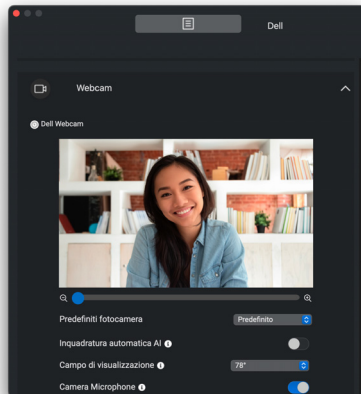 Dell
Webcam
Dell Webcam
Predefiniti fotocamera
Predefinito
Inquadratura automatica AI
Campo di visualizzazione
78°
Camera Microphone